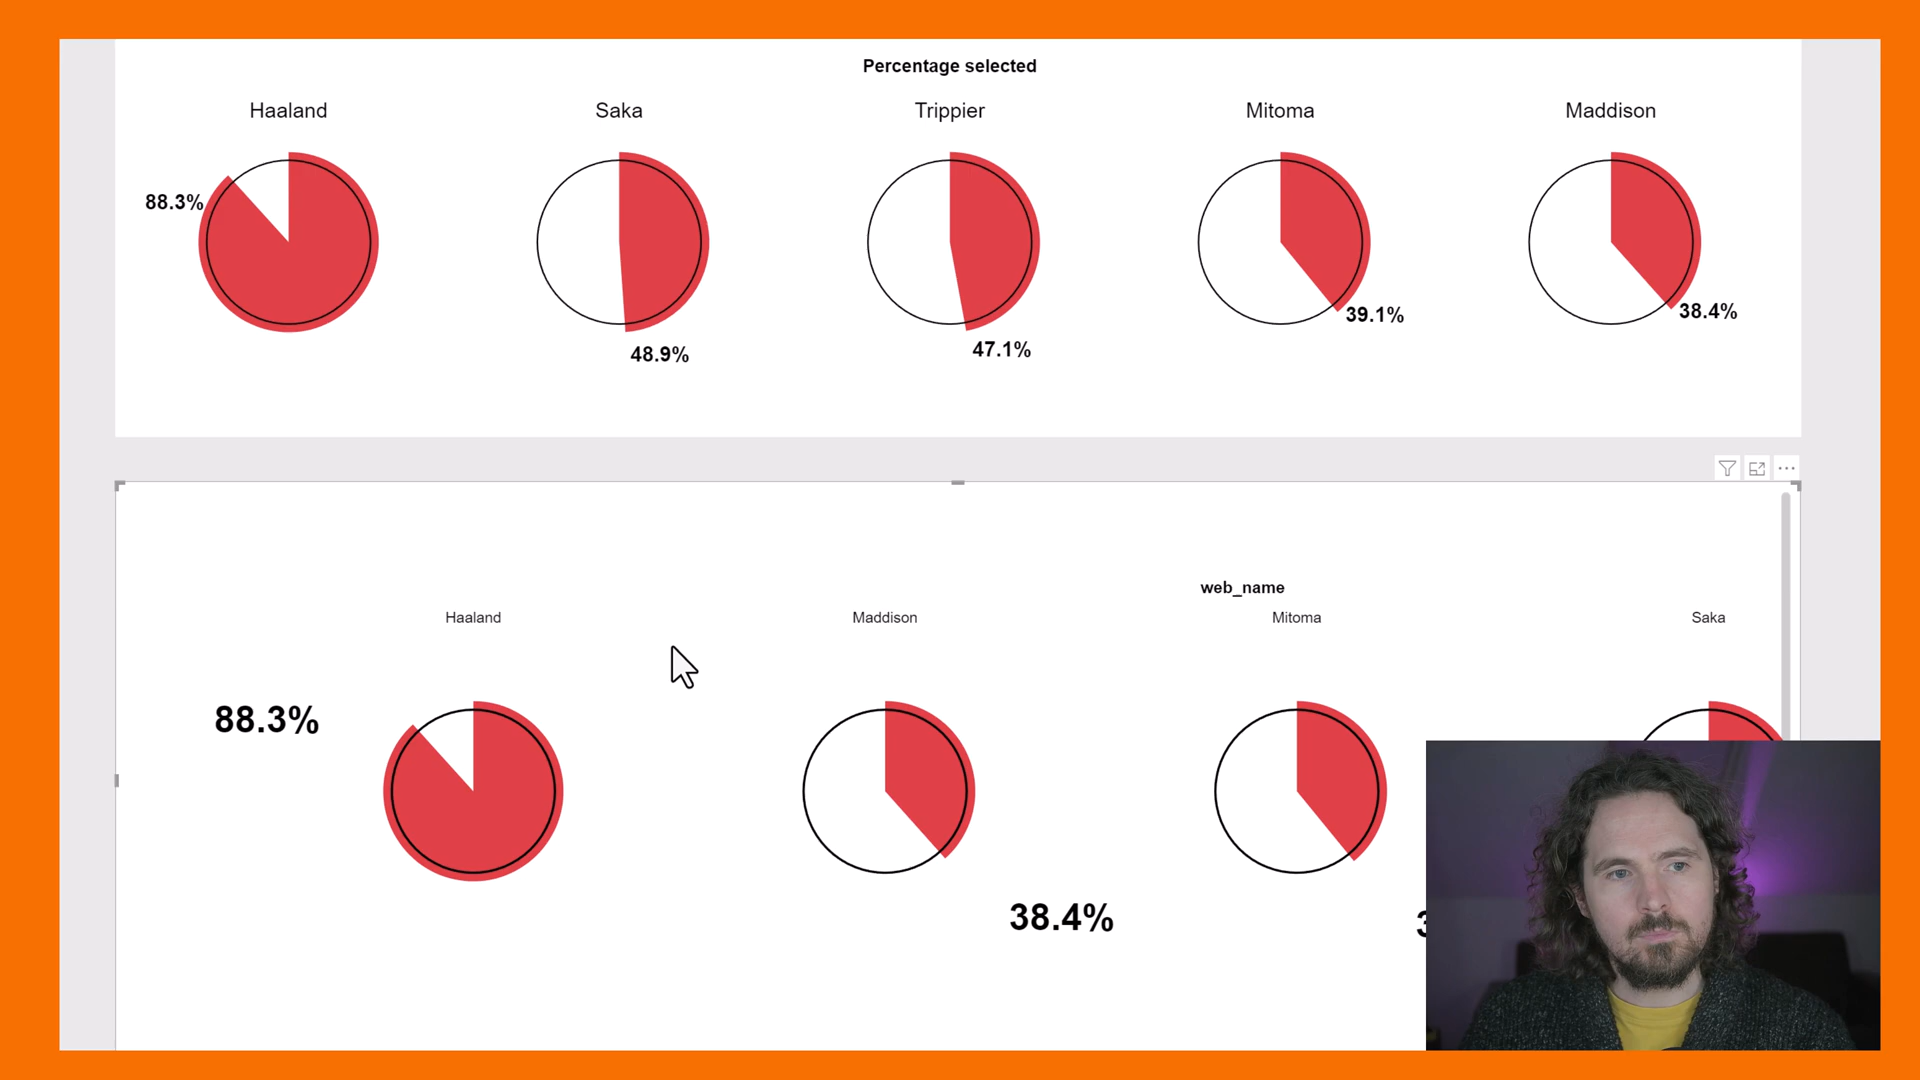 Percentage selected
Haaland Saka Trippier Mitoma Maddison
88.3%
39.1% 38.4%
48.9% 47.1%
web_name
Haaland Maddison Mitoma Saka
88.3%
38.4%